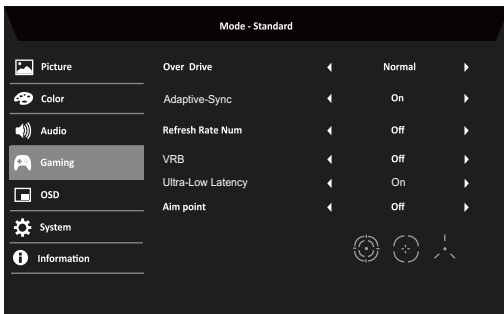 Mode - Standard
Picture
Over Drive Normal
Color
Adaptive-Sync On
Audio
Refresh Rate Num Off
Gaming
VRB Off
Ultra-Low Latency On
OSD
Aim point Off
System
Information